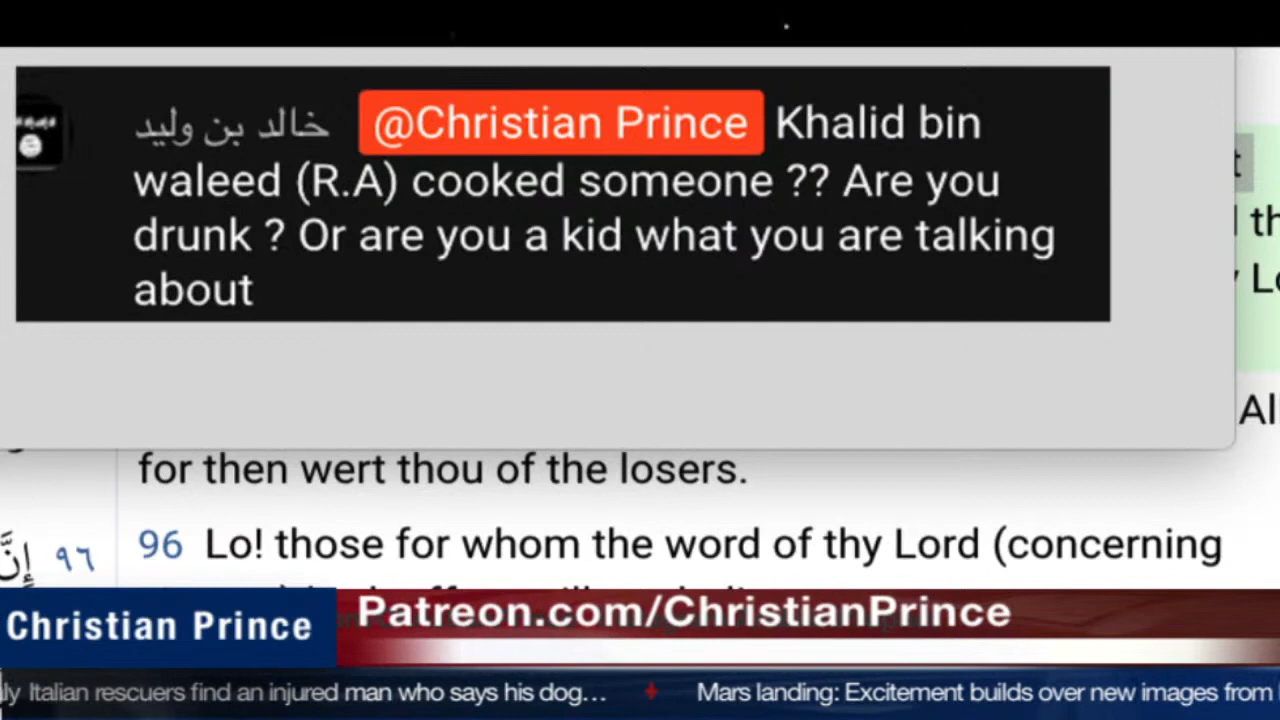 خالد بن وليد @Christian Prince Khalid bin
waleed (R.A) cooked someone ?? Are you
drunk ? Or are you a kid what you are talking
about
for then wert thou of the losers.
إِنَّ ٩٦ 96 Lo! those for whom the word of thy Lord (concerning
Christian Prince Patreon.com/ChristianPrince
Italian rescuers find an injured man who says his dog… Mars landing: Excitement builds over new images from